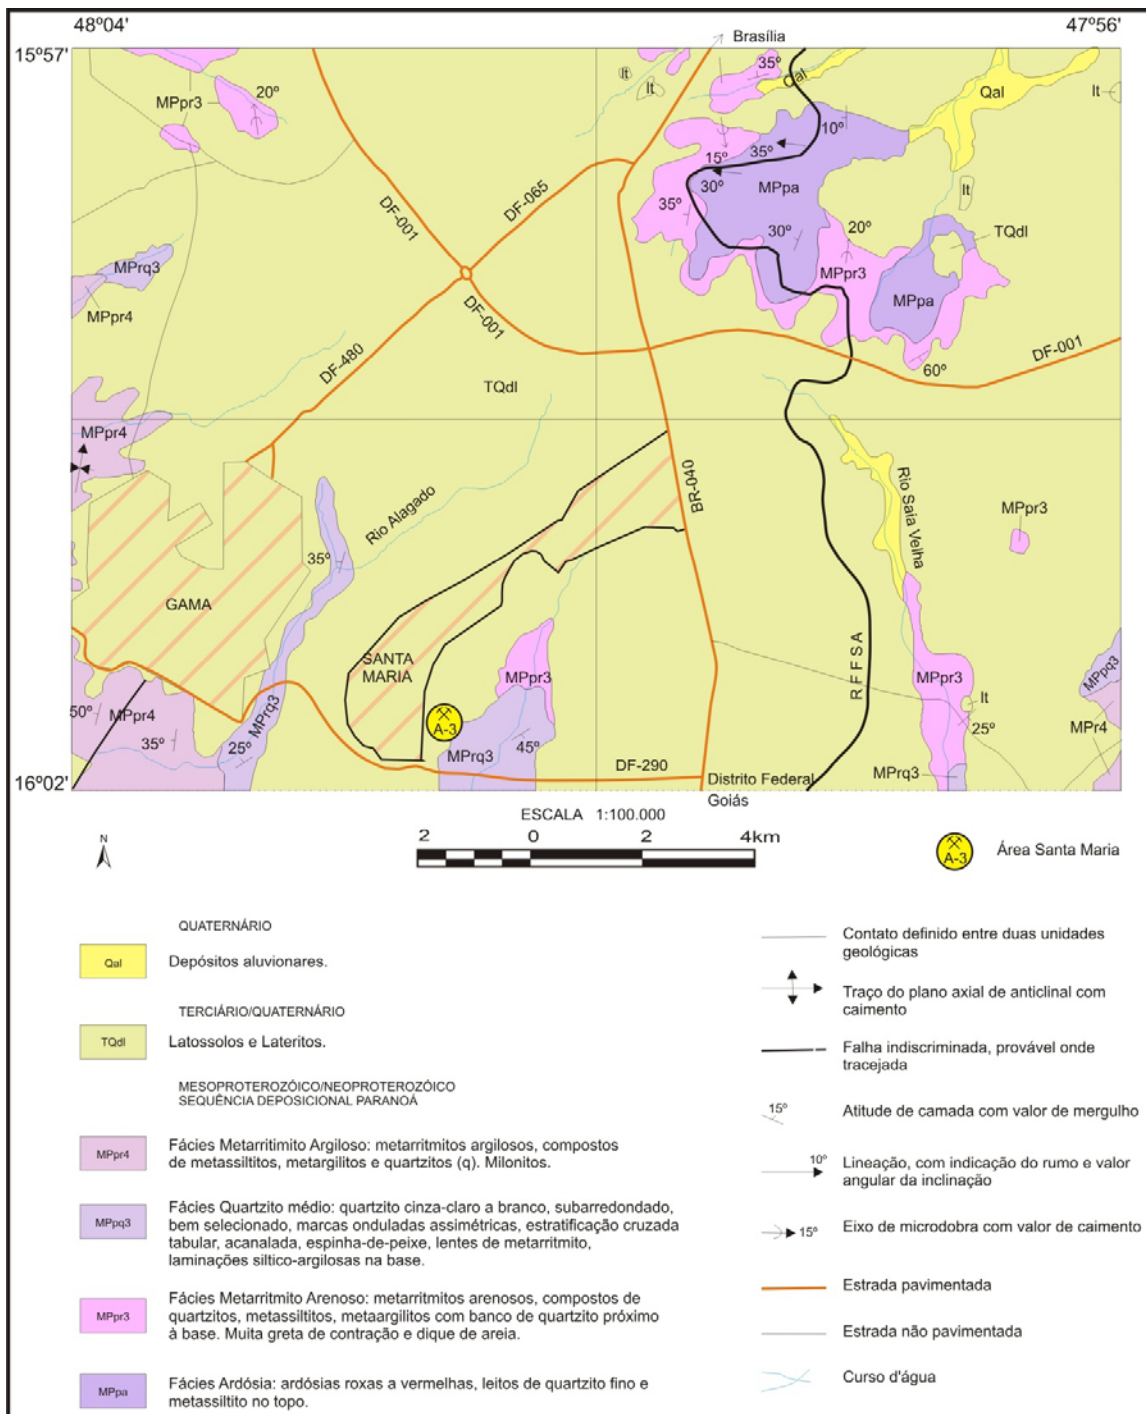 48º04'
47º56'
15º57'
Brasília
It
35º
Qal
Qal
It
MPpr3
20º
10º
15º
35º
MPpa
30º
It
DF-065
DF-001
35º
20º
TQdl
30º
MPrq3
MPpr3
MPpa
MPpr4
DF-001
DF-001
DF-480
60º
TQdl
MPpr4
BR-040
Rio Saia Velha
Rio Alagado
MPpr3
35º
GAMA
SANTA
MARIA
RFFSA
MPpr3
MPpr3
MPpq3
50º
MPpr4
MPrq3
It
25º
MPr4
35º
25º
A-3
MPrq3
45º
DF-290
MPrq3
16º02'
Distrito Federal
Goiás
ESCALA 1:100.000
N
2 0 2 4km
A-3
Área Santa Maria
QUATERNÁRIO
Qal
Depósitos aluvionares.
TERCIÁRIO/QUATERNÁRIO
TQdl
Latossolos e Lateritos.
MESOPROTEROZÓICO/NEOPROTEROZÓICO
SEQUÊNCIA DEPOSICIONAL PARANOÁ
MPpr4
Fácies Metarritimito Argiloso: metarritmitos argilosos, compostos
de metassiltitos, metargilitos e quartzitos (q). Milonitos.
MPpq3
Fácies Quartzito médio: quartzito cinza-claro a branco, subarredondado,
bem selecionado, marcas onduladas assimétricas, estratificação cruzada
tabular, acanalada, espinha-de-peixe, lentes de metarritmito,
laminações siltico-argilosas na base.
MPpr3
Fácies Metarritmito Arenoso: metarritmitos arenosos, compostos de
quartzitos, metassiltitos, metaargilitos com banco de quartzito próximo
à base. Muita greta de contração e dique de areia.
MPpa
Fácies Ardósia: ardósias roxas a vermelhas, leitos de quartzito fino e
metassiltito no topo.
Contato definido entre duas unidades
geológicas
Traço do plano axial de anticlinal com
caimento
Falha indiscriminada, provável onde
tracejada
15º
Atitude de camada com valor de mergulho
10º
Lineação, com indicação do rumo e valor
angular da inclinação
15º
Eixo de microdobra com valor de caimento
Estrada pavimentada
Estrada não pavimentada
Curso d'água